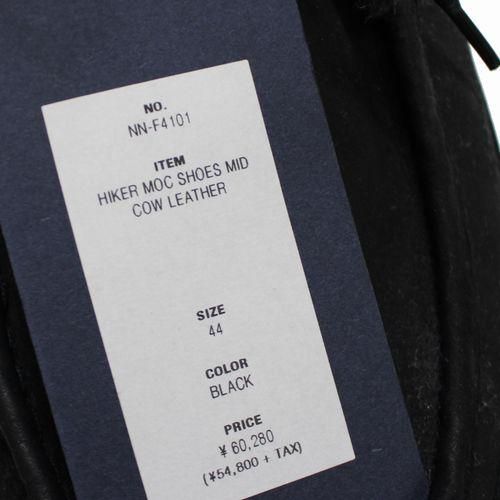 NO.
NN-F4101
ITEM
HIKER MOC SHOES MID
COW LEATHER
SIZE
44
COLOR
BLACK
PRICE
¥ 60,280
(¥54,800 + TAX)